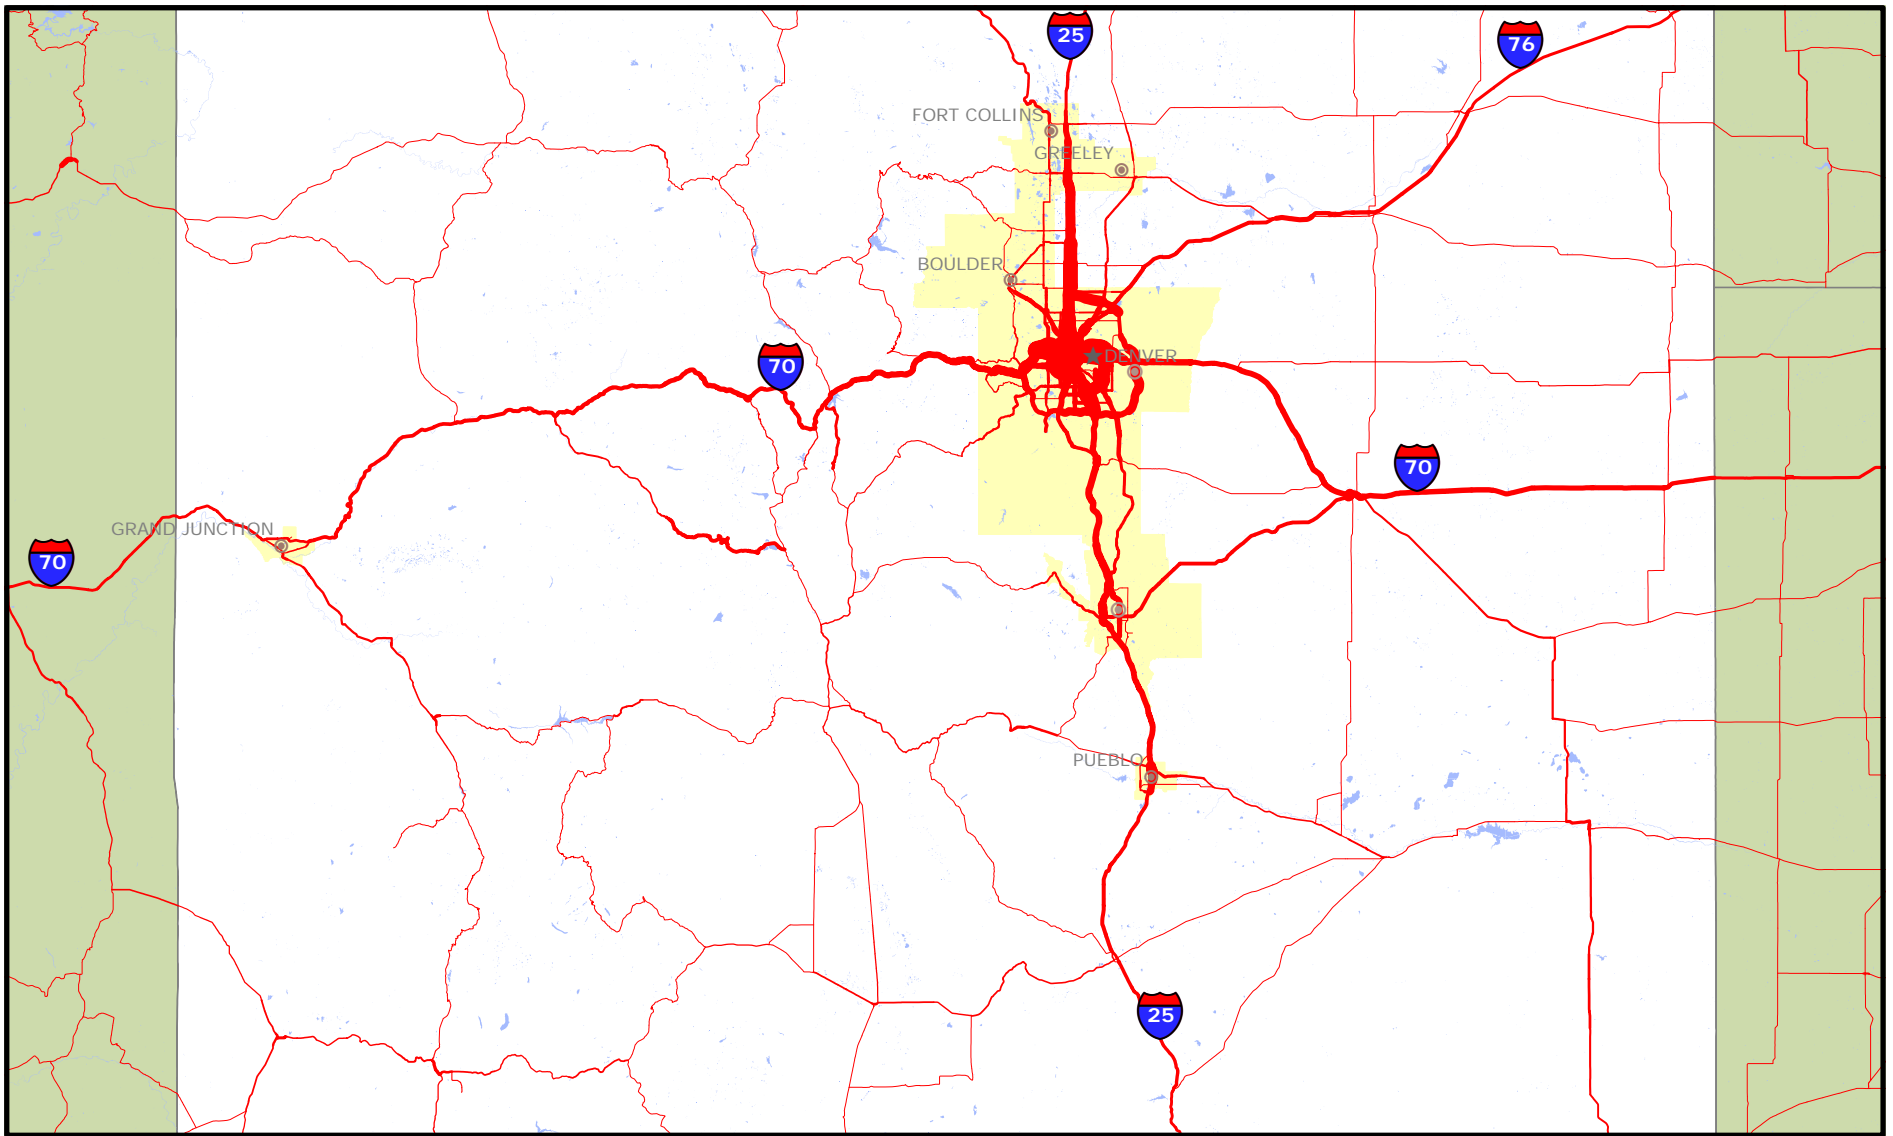 25
76
FORT COLLINS
GREELEY
BOULDER
DENVER
70
70
GRAND JUNCTION
70
PUEBLO
25